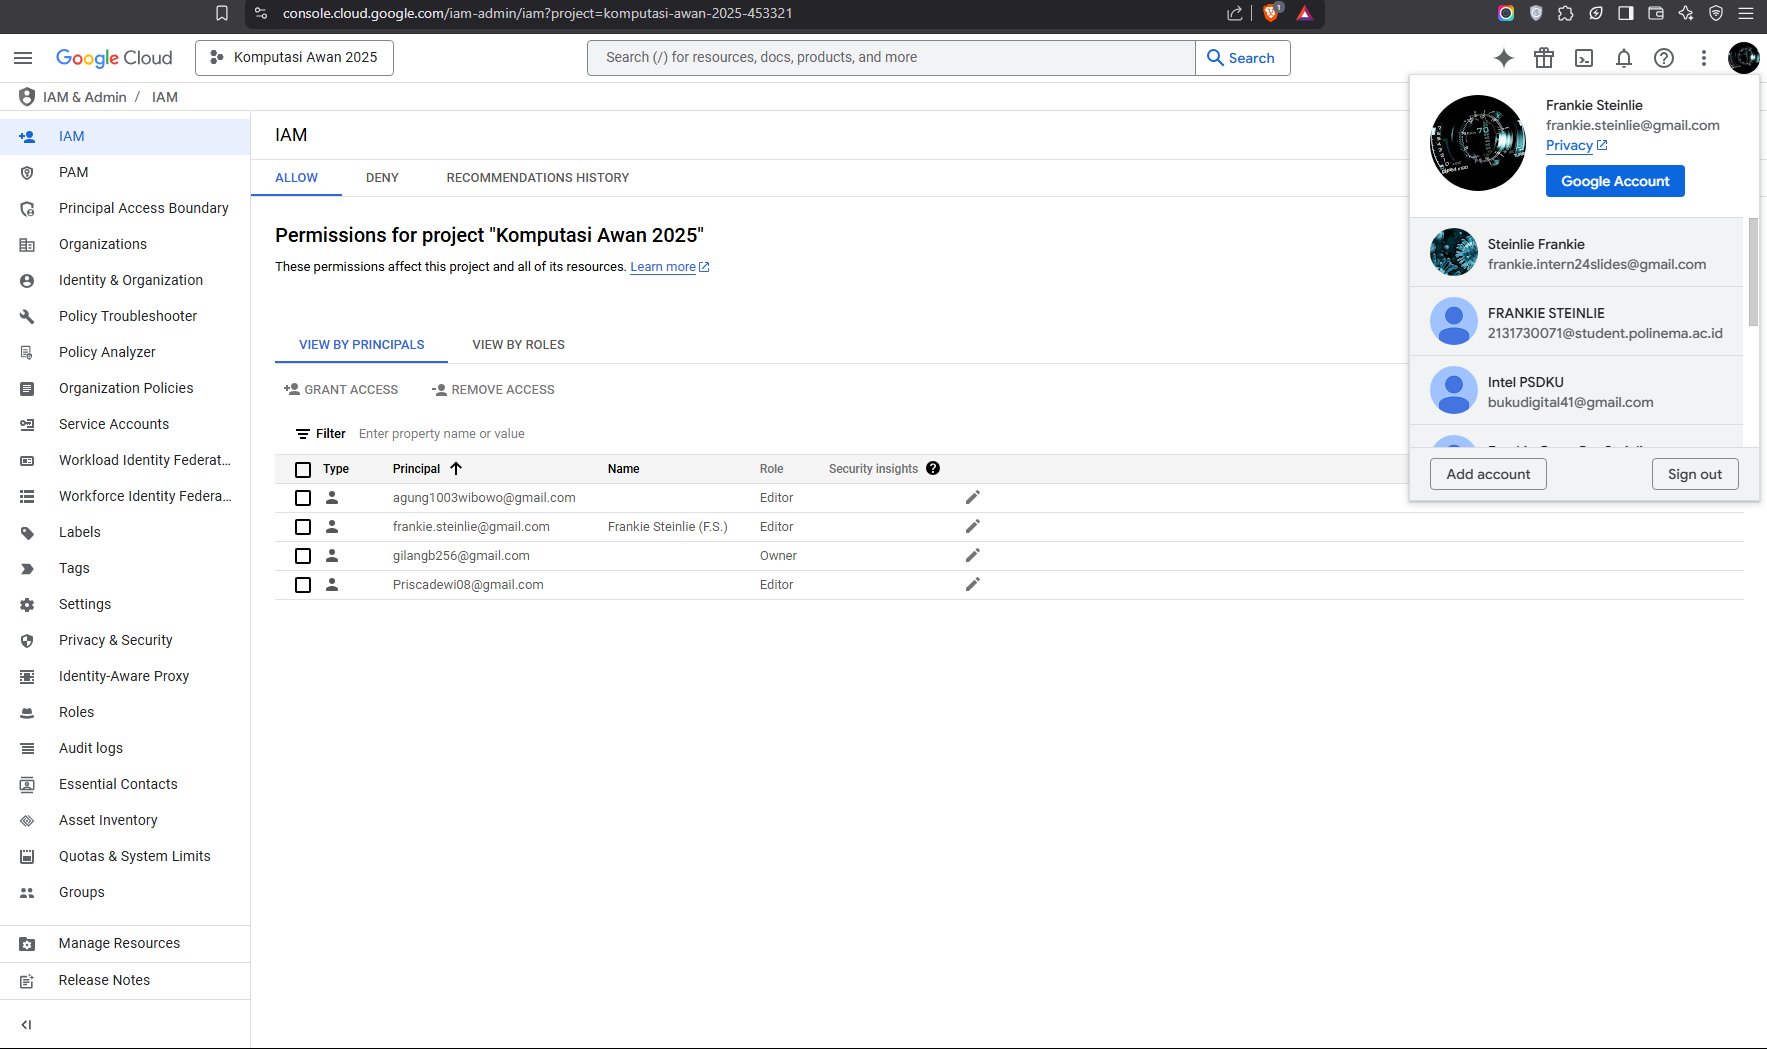 console.cloud.google.com/iam-admin/iam?project=komputasi-awan-2025-453321
1
Google Cloud
Komputasi Awan 2025
Search (/) for resources, docs, products, and more
Search
IAM & Admin / IAM
IAM
PAM
Principal Access Boundary
Organizations
Identity & Organization
Policy Troubleshooter
Policy Analyzer
Organization Policies
Service Accounts
Workload Identity Federat...
Workforce Identity Federa...
Labels
Tags
Settings
Privacy & Security
Identity-Aware Proxy
Roles
Audit logs
Essential Contacts
Asset Inventory
Quotas & System Limits
Groups
Manage Resources
Release Notes
IAM
ALLOW DENY RECOMMENDATIONS HISTORY
Permissions for project "Komputasi Awan 2025"
These permissions affect this project and all of its resources. Learn more
VIEW BY PRINCIPALS VIEW BY ROLES
GRANT ACCESS REMOVE ACCESS
Filter Enter property name or value
Type Principal Name Role Security insights
agung1003wibowo@gmail.com Editor
frankie.steinlie@gmail.com Frankie Steinlie (F.S.) Editor
gilangb256@gmail.com Owner
Priscadewi08@gmail.com Editor
Frankie Steinlie
frankie.steinlie@gmail.com
Privacy
Google Account
70
Steinlie Frankie
frankie.intern24slides@gmail.com
FRANKIE STEINLIE
2131730071@student.polinema.ac.id
Intel PSDKU
bukudigital41@gmail.com
Add account Sign out